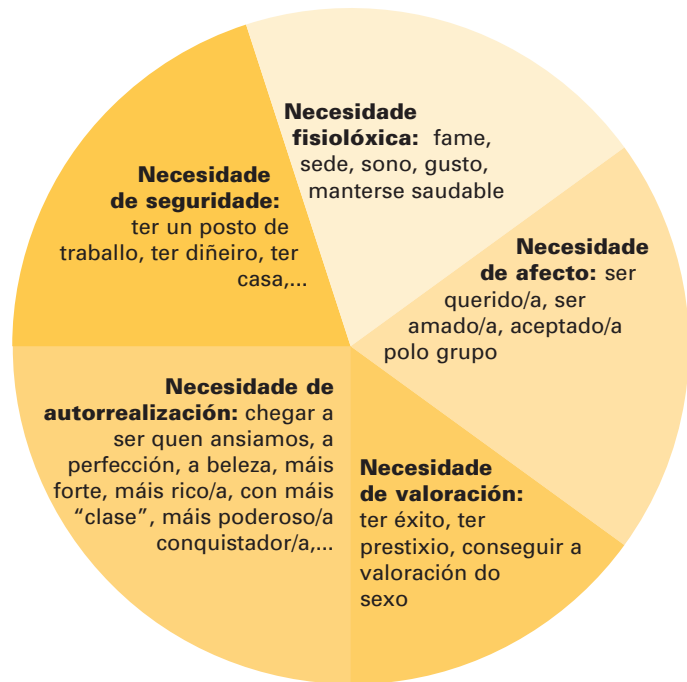 Necesidade
fisiolóxica: fame,
sede, sono, gusto,
manterse saudable
Necesidade
de afecto: ser
querido/a, ser
amado/a, aceptado/a
polo grupo
Necesidade
de valoración:
ter éxito, ter
prestixio, conseguir a
valoración do
sexo
Necesidade de
autorrealización: chegar a
ser quen ansiamos, a
perfección, a beleza, máis
forte, máis rico/a, con máis
“clase”, máis poderoso/a
conquistador/a,...
Necesidade
de seguridade:
ter un posto de
traballo, ter diñeiro, ter
casa,...